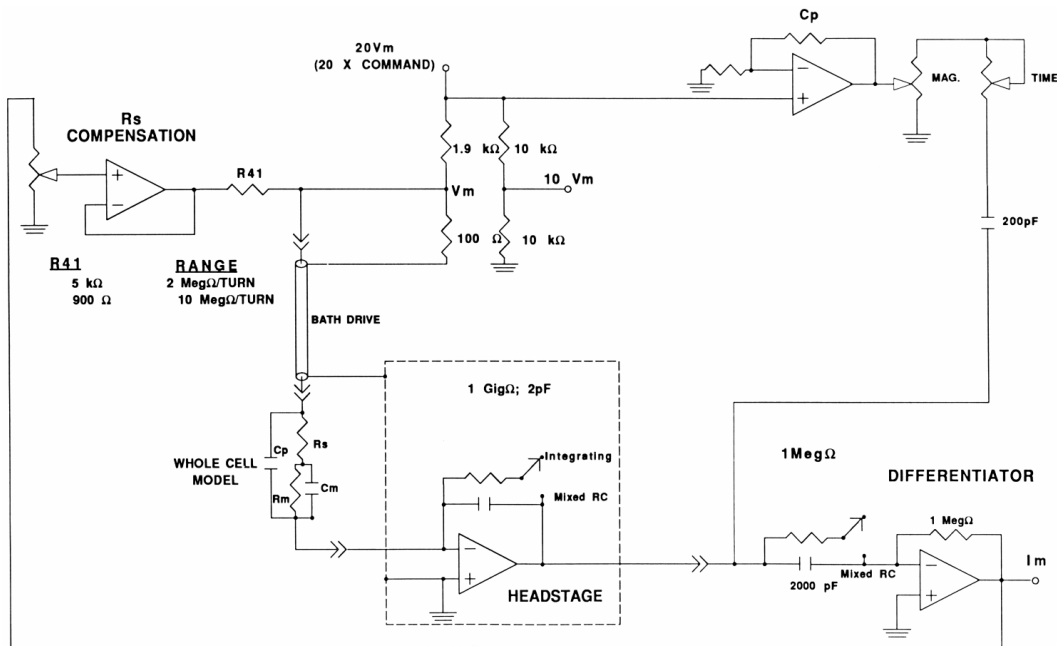 Cp
20Vm
(20 X COMMAND)
MAG.
TIME
Rs
COMPENSATION
R41
1.9 kΩ
10 kΩ
Vm
10 Vm
100 Ω
10 kΩ
200pF
R41
RANGE
5 kΩ
2 MegΩ/TURN
900 Ω
10 MegΩ/TURN
BATH DRIVE
1 GigΩ; 2pF
Cp
Rs
WHOLE CELL
MODEL
Rm
Cm
Integrating
Mixed RC
1MegΩ
DIFFERENTIATOR
1 MegΩ
Mixed RC
2000 pF
Im
HEADSTAGE